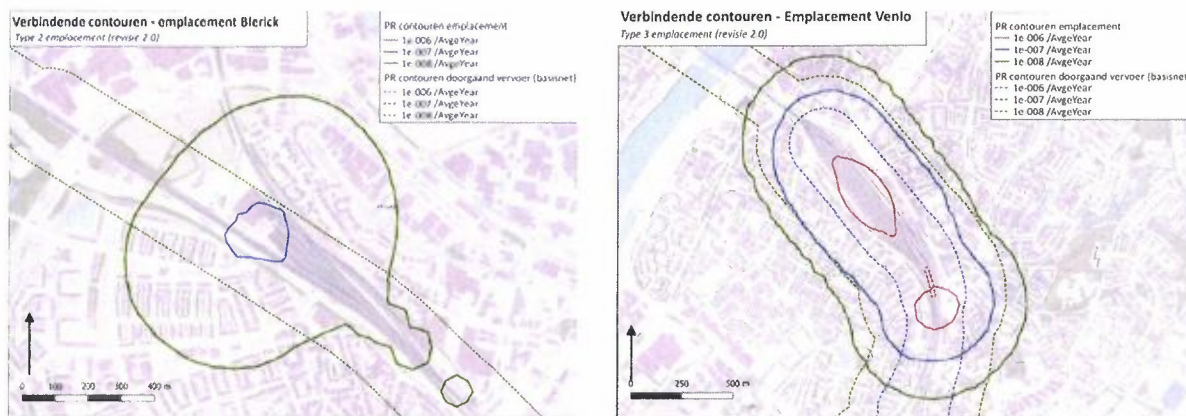 Verbindende contouren - emplacement Blerick
Type 2 emplacement (revisie 2.0)
PR contouren emplacement
1e-006 /AvgeYear
1e-007 /AvgeYear
1e-008 /AvgeYear
PR contouren doorgaand vervoer (basisnet)
1e-006 /AvgeYear
1e-007 /AvgeYear
1e-008 /AvgeYear
0 100 200 300 400 m
Verbindende contouren - Emplacement Venlo
Type 3 emplacement (revisie 2.0)
PR contouren emplacement
1e-006 /AvgeYear
1e-007 /AvgeYear
1e-008 /AvgeYear
PR contouren doorgaand vervoer (basisnet)
1e-006 /AvgeYear
1e-007 /AvgeYear
1e-008 /AvgeYear
0 250 500 m